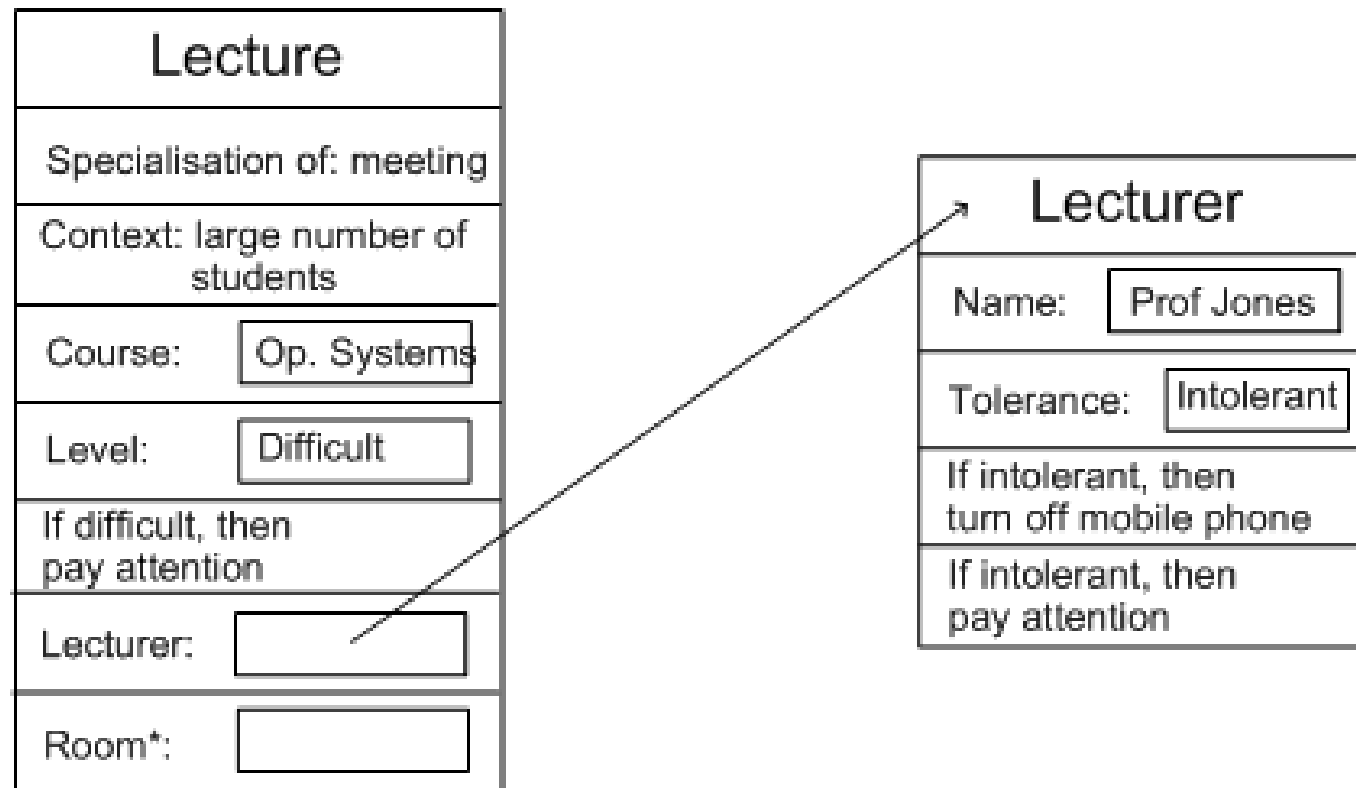 Lecture
Specialisation of: meeting
Context: large number of
students
Course: Op. Systems
Level: Difficult
If difficult, then
pay attention
Lecturer:
Room*:
Lecturer
Name: Prof Jones
Tolerance: Intolerant
If intolerant, then
turn off mobile phone
If intolerant, then
pay attention